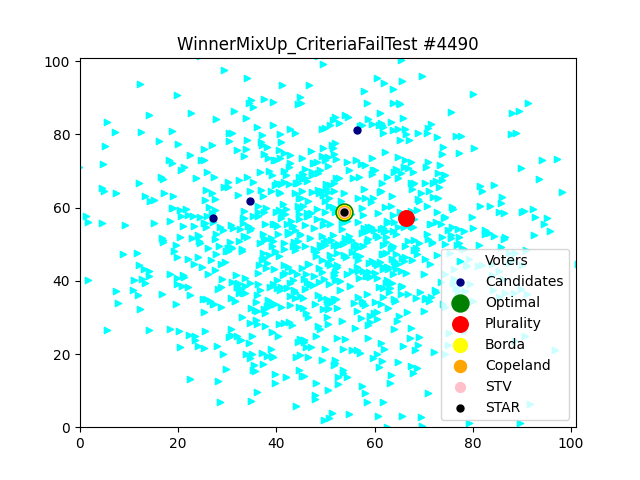 WinnerMixUp_CriteriaFailTest #4490
100
80
60
40
20
0
0
20
40
60
80
100
Voters
Candidates
Optimal
Plurality
Borda
Copeland
STV
STAR